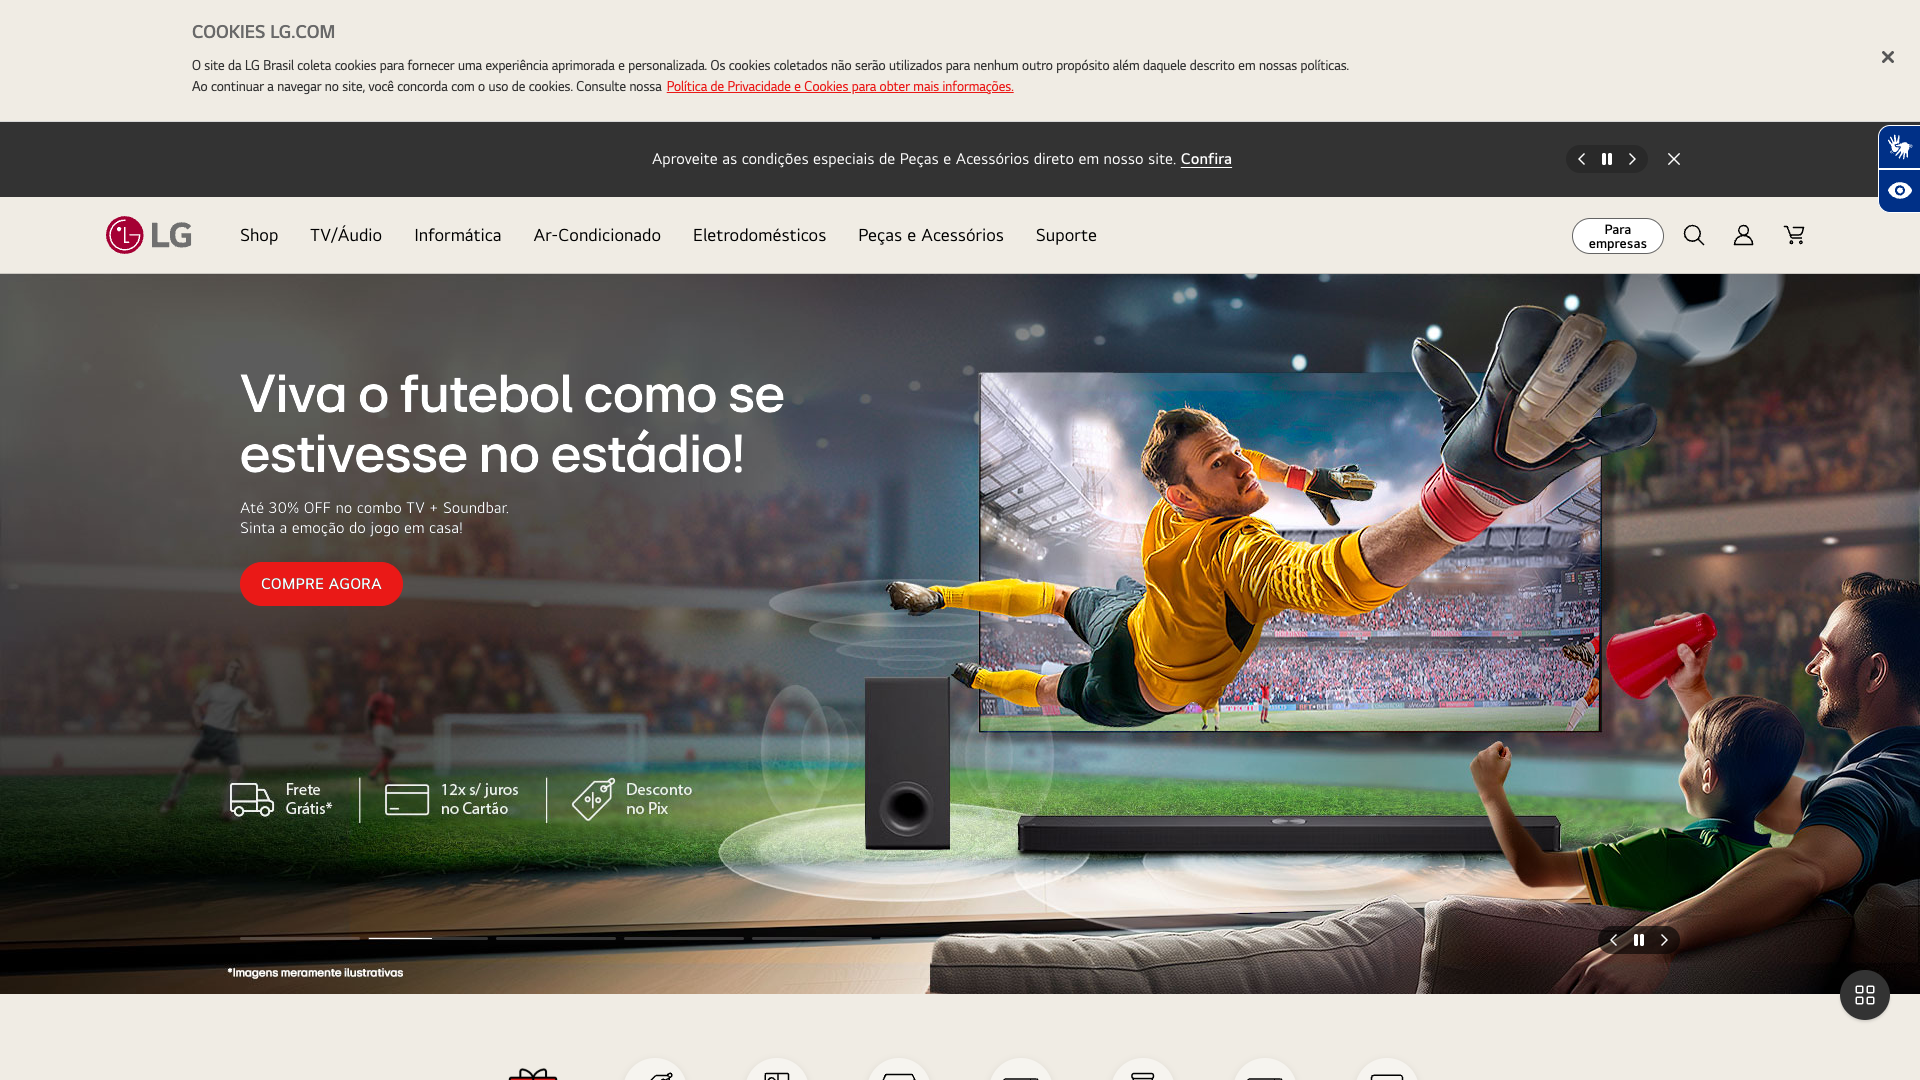 COOKIES LG.COM
O site da LG Brasil coleta cookies para fornecer uma experiência aprimorada e personalizada. Os cookies coletados não serão utilizados para nenhum outro propósito além daquele descrito em nossas políticas.
Ao continuar a navegar no site, você concorda com o uso de cookies. Consulte nossa Política de Privacidade e Cookies para obter mais informações.
Aproveite as condições especiais de Peças e Acessórios direto em nosso site. Confira
LG
Shop
TV/Áudio
Informática
Ar-Condicionado
Eletrodomésticos
Peças e Acessórios
Suporte
Para
empresas
Viva o futebol como se
estivesse no estádio!
Até 30% OFF no combo TV + Soundbar.
Sinta a emoção do jogo em casa!
COMPRE AGORA
Frete
Grátis*
12x s/ juros
no Cartão
Desconto
no Pix
*Imagens meramente ilustrativas